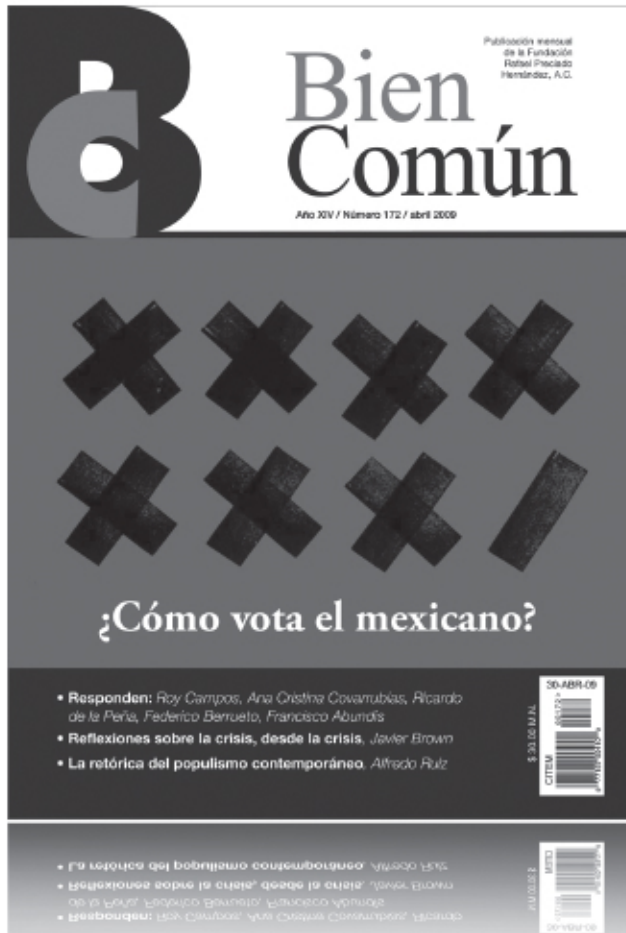 Publicación mensual
de la Fundación
Rafael Preciado
Hernández, A.C.
Bien
Común
Año XIV / Número 172 / abril 2009
¿Cómo vota el mexicano?
• Responden: Roy Campos, Ana Cristina Covarrubias, Ricardo
de la Peña, Federico Berrueto, Francisco Abundis
• Reflexiones sobre la crisis, desde la crisis, Javier Brown
• La retórica del populismo contemporáneo, Alfredo Ruiz
30-ABR-09
$ 30.00 M.N.
CITEM